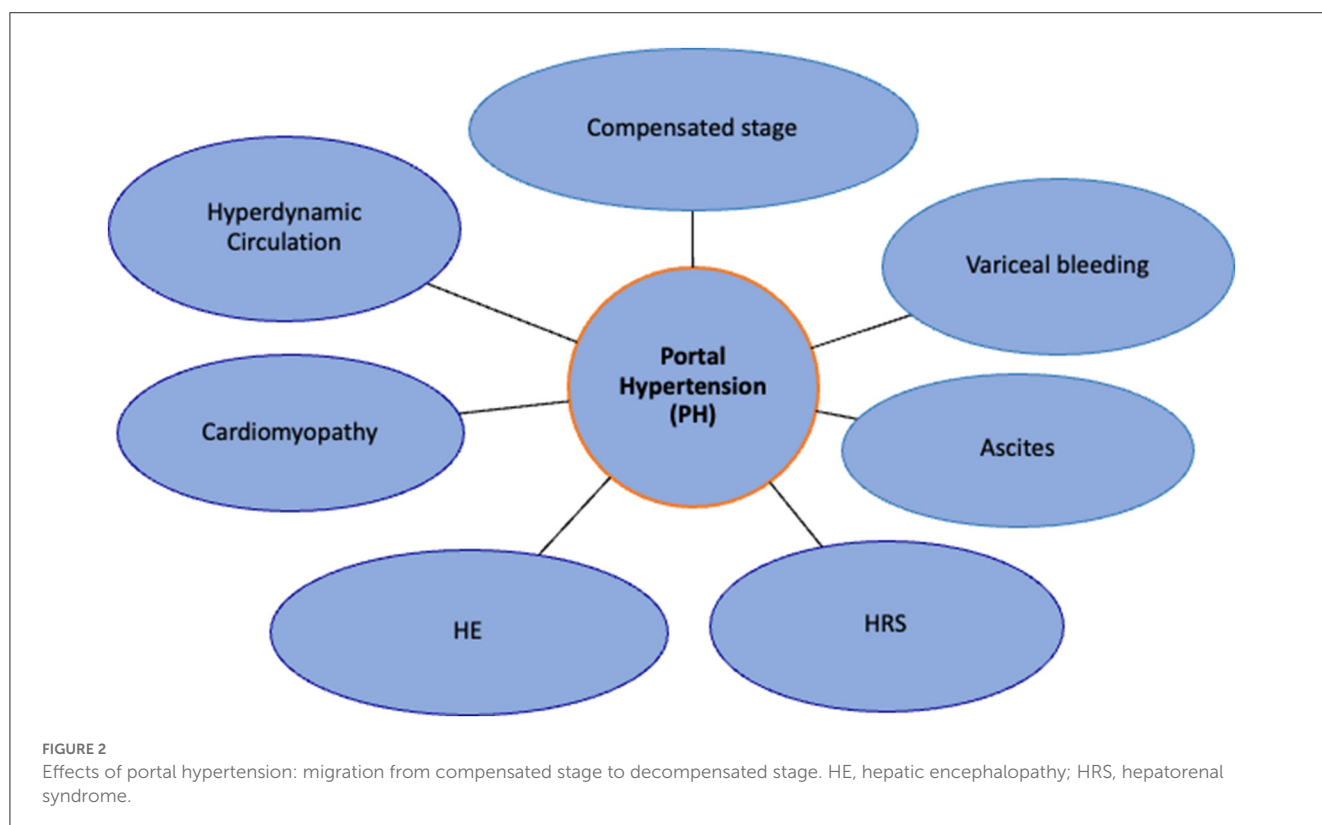 Compensated stage
Hyperdynamic
Circulation
Variceal bleeding
Portal
Hypertension
(PH)
Cardiomyopathy
Ascites
HE
HRS
FIGURE 2
Effects of portal hypertension: migration from compensated stage to decompensated stage. HE, hepatic encephalopathy; HRS, hepatorenal
syndrome.